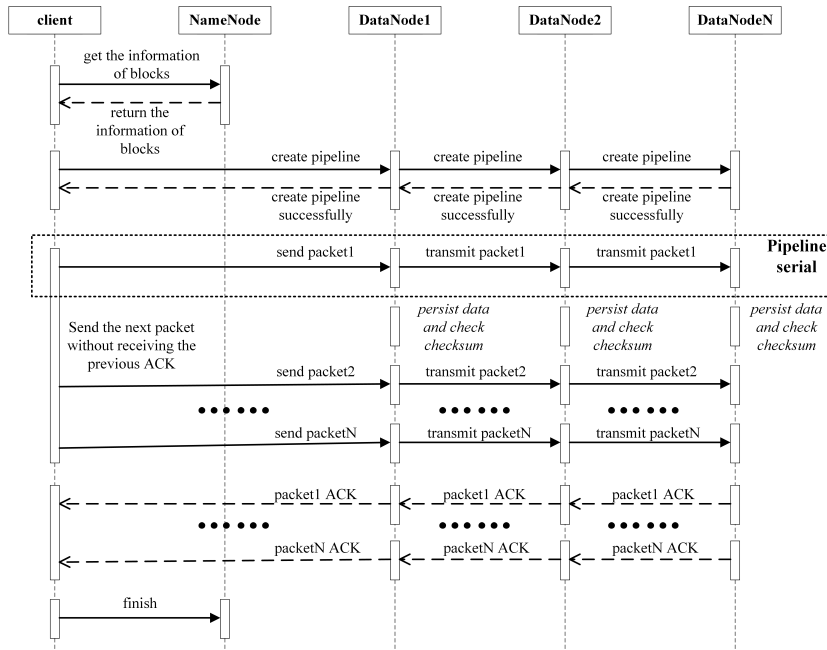 client NameNode DataNode1 DataNode2 DataNodeN
get the information
of blocks
return the
information of
blocks
create pipeline create pipeline create pipeline
create pipeline
successfully
create pipeline
successfully
create pipeline
successfully
send packet1 transmit packet1 transmit packet1
Pipeline
serial
persist data
and check
checksum
persist data
and check
checksum
persist data
and check
checksum
Send the next packet
without receiving the
previous ACK
send packet2 transmit packet2 transmit packet2
send packetN transmit packetN transmit packetN
packet1 ACK packet1 ACK packet1 ACK
packetN ACK packetN ACK packetN ACK
finish